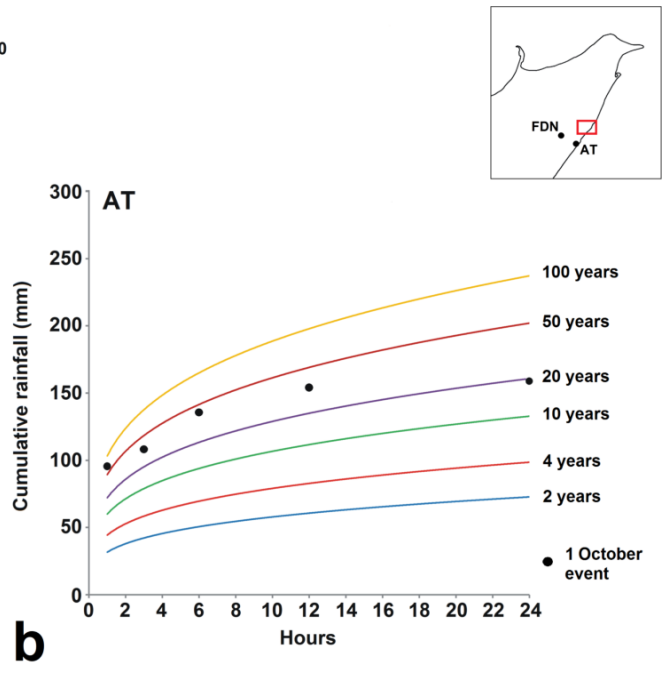 0
FDN
AT
AT
300
250
200
150
100
50
0
Cumulative rainfall (mm)
100 years
50 years
20 years
10 years
4 years
2 years
1 October
event
0 2 4 6 8 10 12 14 16 18 20 22 24
Hours
b